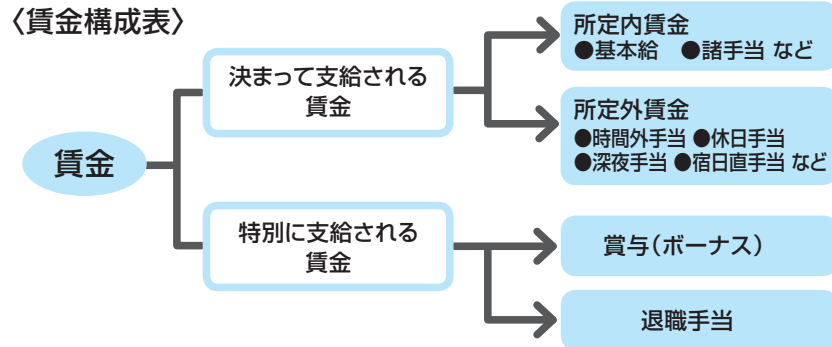 〈賃金構成表〉
賃金
決まって支給される
賃金
所定内賃金
●基本給 ●諸手当 など
所定外賃金
●時間外手当 ●休日手当
●深夜手当 ●宿日直手当 など
特別に支給される
賃金
賞与(ボーナス)
退職手当